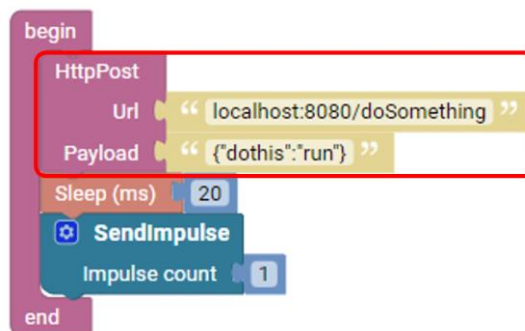 begin
HttpPost
Url “ localhost:8080/doSomething ”
Payload “ {"dothis":"run"} ”
Sleep (ms) 20
SendImpulse
Impulse count 1
end